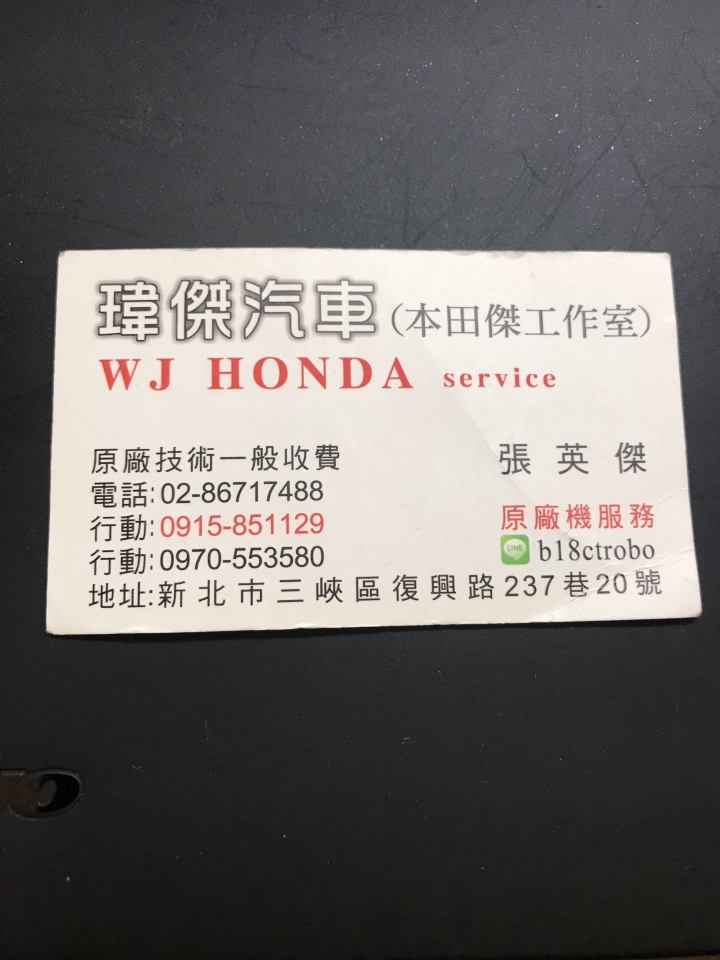 瑋傑汽車(本田傑工作室)
WJ HONDA service
原廠技術一般收費
張英傑
電話:02-86717488
行動:0915-851129
原廠機服務
行動:0970-553580
LINE b18ctrobo
地址:新北市三峽區復興路237巷20號